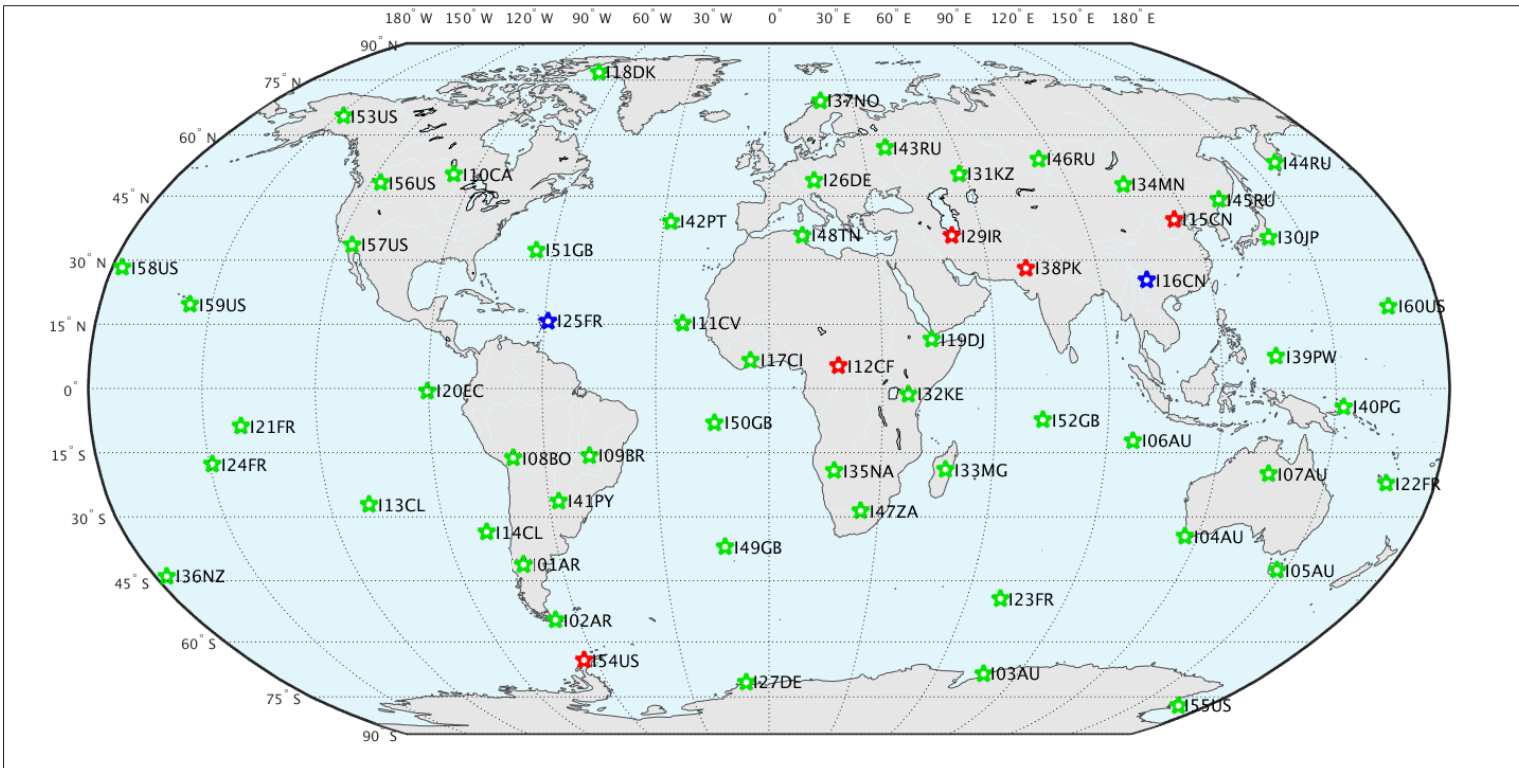 180° W 150° W 120° W 90° W 60° W 30° W 0° 30° E 60° E 90° E 120° E 150° E 180° E
90° N
I18DK
75° N
I37NO
I53US
60° N
I43RU
I46RU
I44RU
I10CA
I31KZ
I26DE
I56US
I34MN
45° N
I45RU
I42PT
I15CN
I48TN
I29IR
I30JP
I57US
I51GB
30° N
I58US
I38PK
I16CN
I59US
I60US
15° N
I25FR
I11CV
I19DJ
I39PW
I17CI
I12CF
0°
I20EC
I32KE
I40PG
I21FR
I50GB
I52GB
I06AU
15° S
I09BR
I08BO
I24FR
I35NA
I33MG
I07AU
I22FR
I41PY
I13CL
I47ZA
30° S
I14CL
I04AU
I49GB
I01AR
I05AU
I36NZ
45° S
I23FR
I02AR
60° S
I54US
I03AU
I27DE
75° S
I55US
90° S